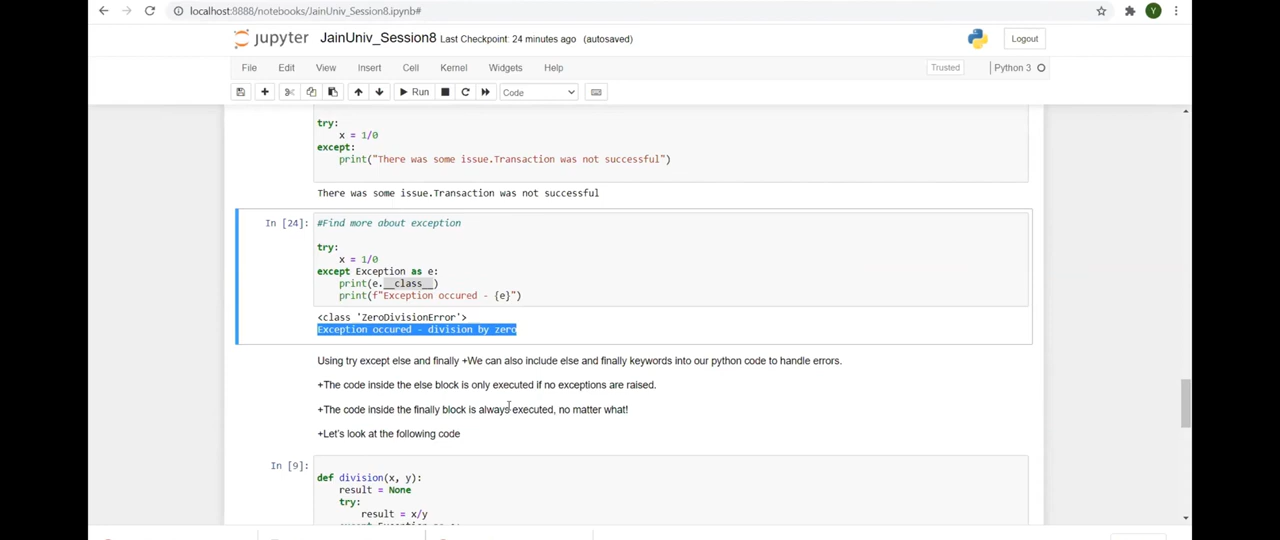 localhost:8888/notebooks/JainUniv_Session8.ipynb#
Y
jupyter JainUniv_Session8 Last Checkpoint: 24 minutes ago (autosaved)
Logout
File Edit View Insert Cell Kernel Widgets Help
Trusted Python 3
Run Code
try:
x = 1/0
except:
print("There was some issue.Transaction was not successful")
There was some issue.Transaction was not successful
In [24]: #Find more about exception
try:
x = 1/0
except Exception as e:
print(e.__class__)
print(f"Exception occured - {e}")
<class 'ZeroDivisionError'>
Exception occured - division by zero
Using try except else and finally +We can also include else and finally keywords into our python code to handle errors.
+The code inside the else block is only executed if no exceptions are raised.
+The code inside the finally block is always executed, no matter what!
+Let's look at the following code
In [9]:
def division(x, y):
result = None
try:
result = x/y